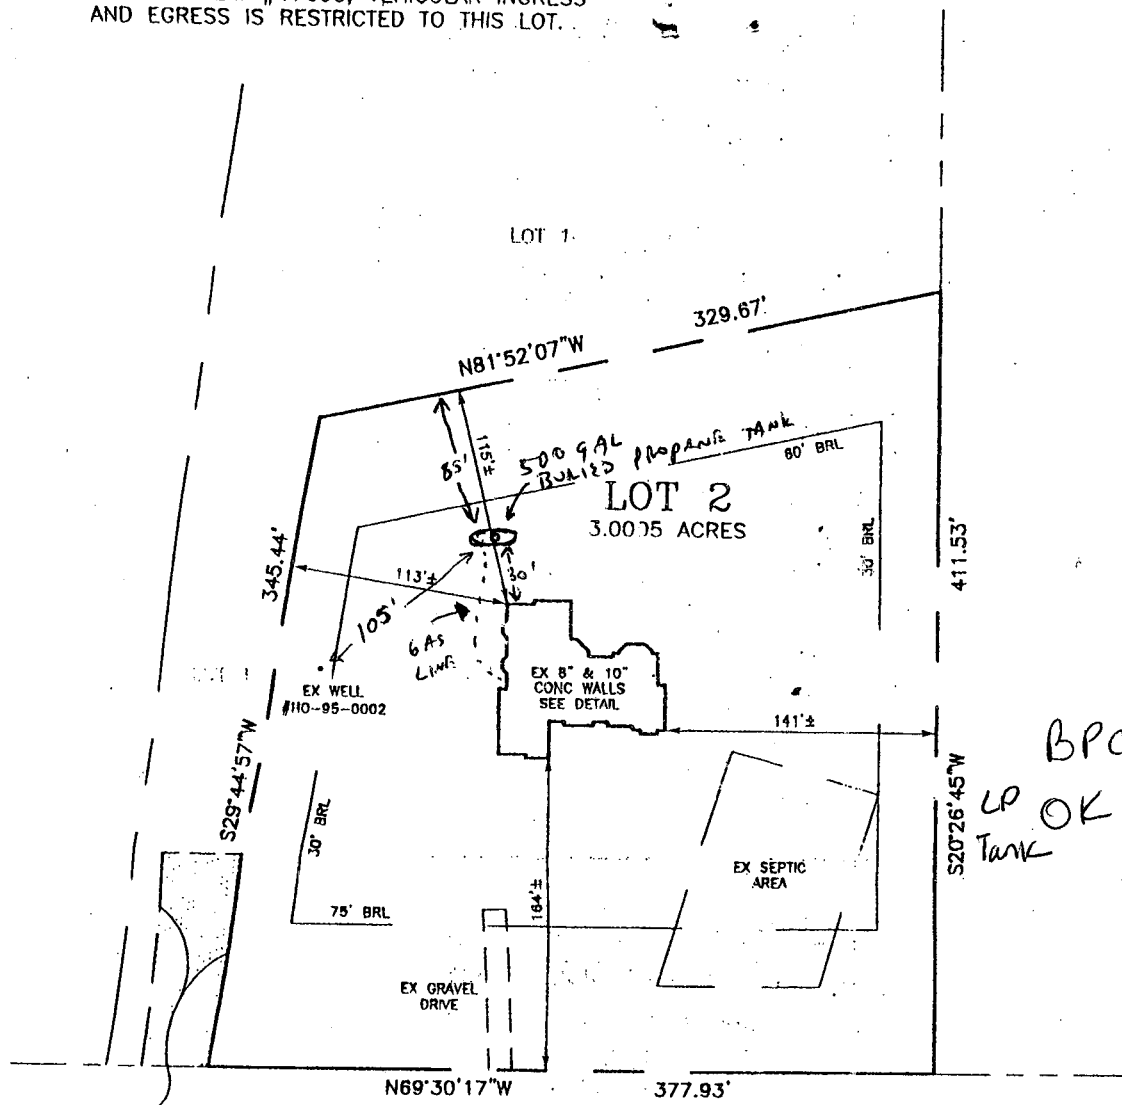 AND EGRESS IS RESTRICTED TO THIS LOT.
LOT 1
329.67'
N81°52'07"W
115'±
85'
500 GAL
BURIED PROPANE TANK
60' BRL
LOT 2
3.0005 ACRES
30' BRL
411.53'
345.44'
113'±
30'
105'
GAS
LINE
EX WELL
#HO-95-0002
EX 8" & 10"
CONC WALLS
SEE DETAIL
141'±
BPC
LP OK
Tank
S29°44'57"W
S20°26'45"W
30' BRL
EX SEPTIC
AREA
164'±
75' BRL
EX GRAVEL
DRIVE
N69°30'17"W
377.93'